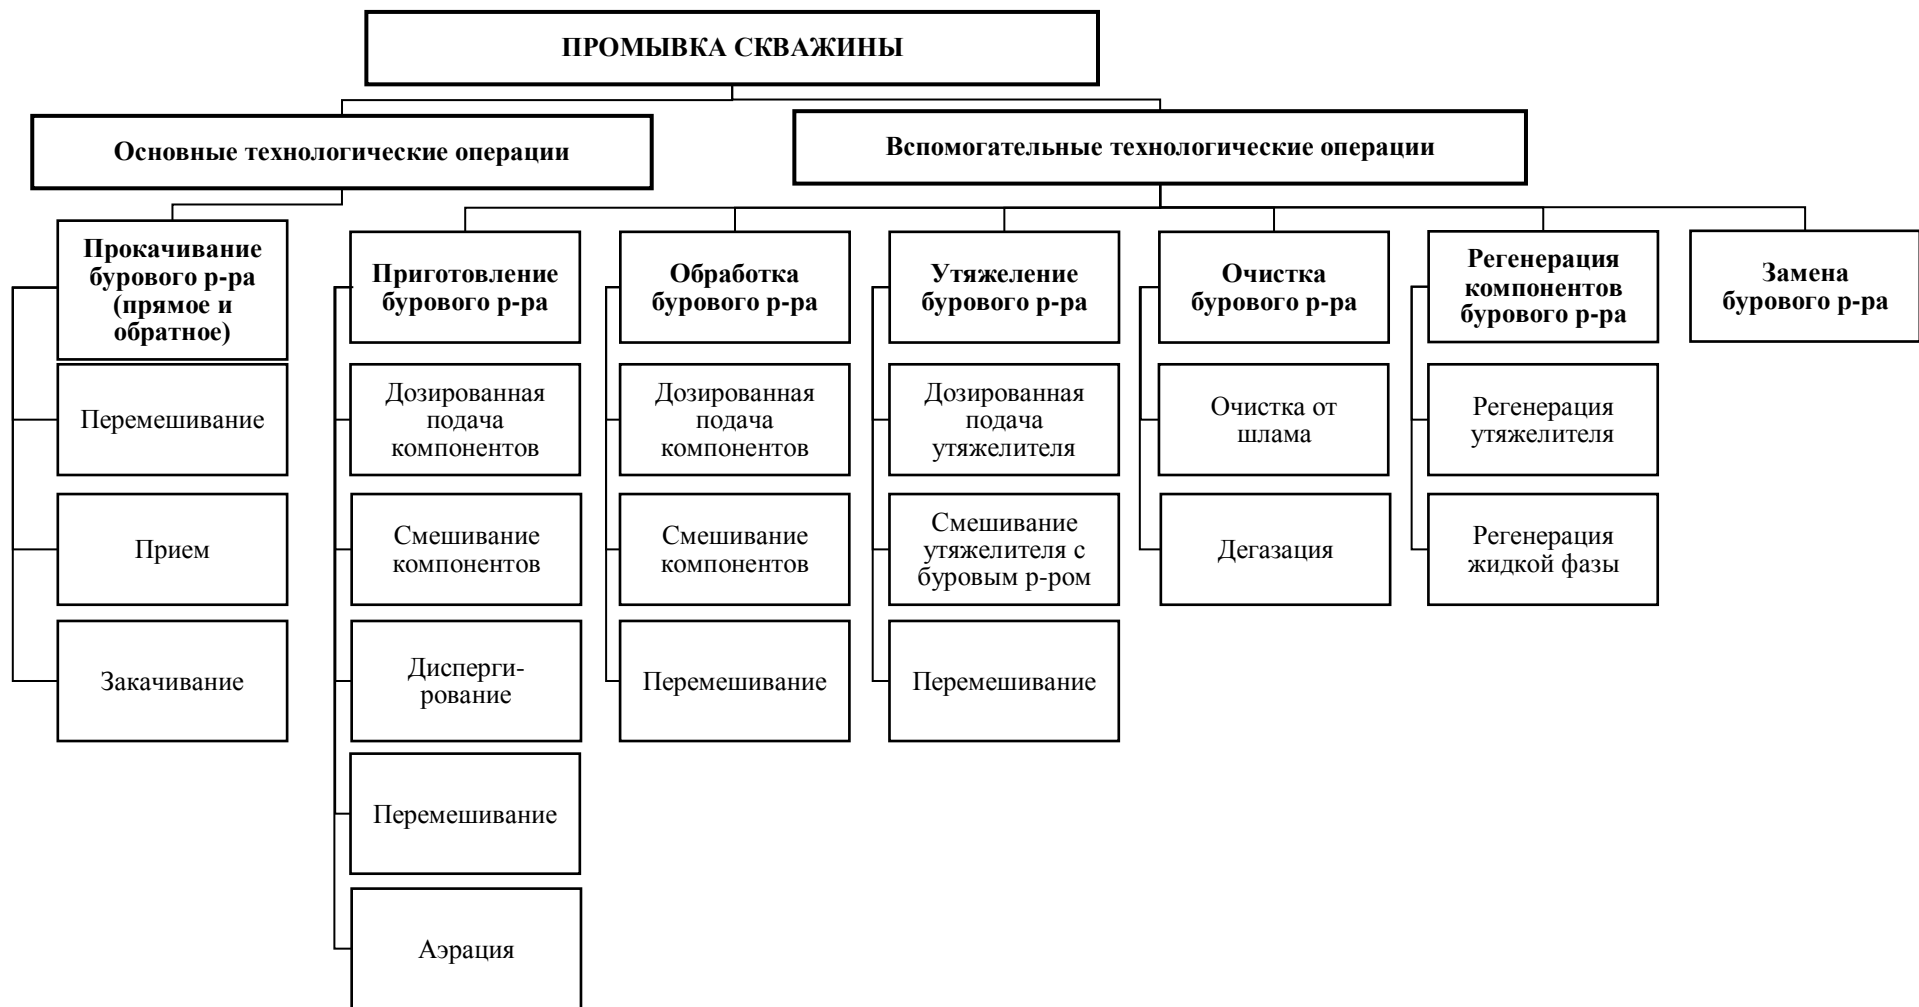 ПРОМЫВКА СКВАЖИНЫ
Основные технологические операции
Вспомогательные технологические операции
Прокачивание
бурового р-ра
(прямое и
обратное)
Перемешивание
Прием
Закачивание
Приготовление
бурового р-ра
Дозированная
подача
компонентов
Смешивание
компонентов
Дисперги-
рование
Перемешивание
Аэрация
Обработка
бурового р-ра
Дозированная
подача
компонентов
Смешивание
компонентов
Перемешивание
Утяжеление
бурового р-ра
Дозированная
подача
утяжелителя
Смешивание
утяжелителя с
буровым р-ром
Перемешивание
Очистка
бурового р-ра
Очистка от
шлама
Дегазация
Регенерация
компонентов
бурового р-ра
Регенерация
утяжелителя
Регенерация
жидкой фазы
Замена
бурового р-ра